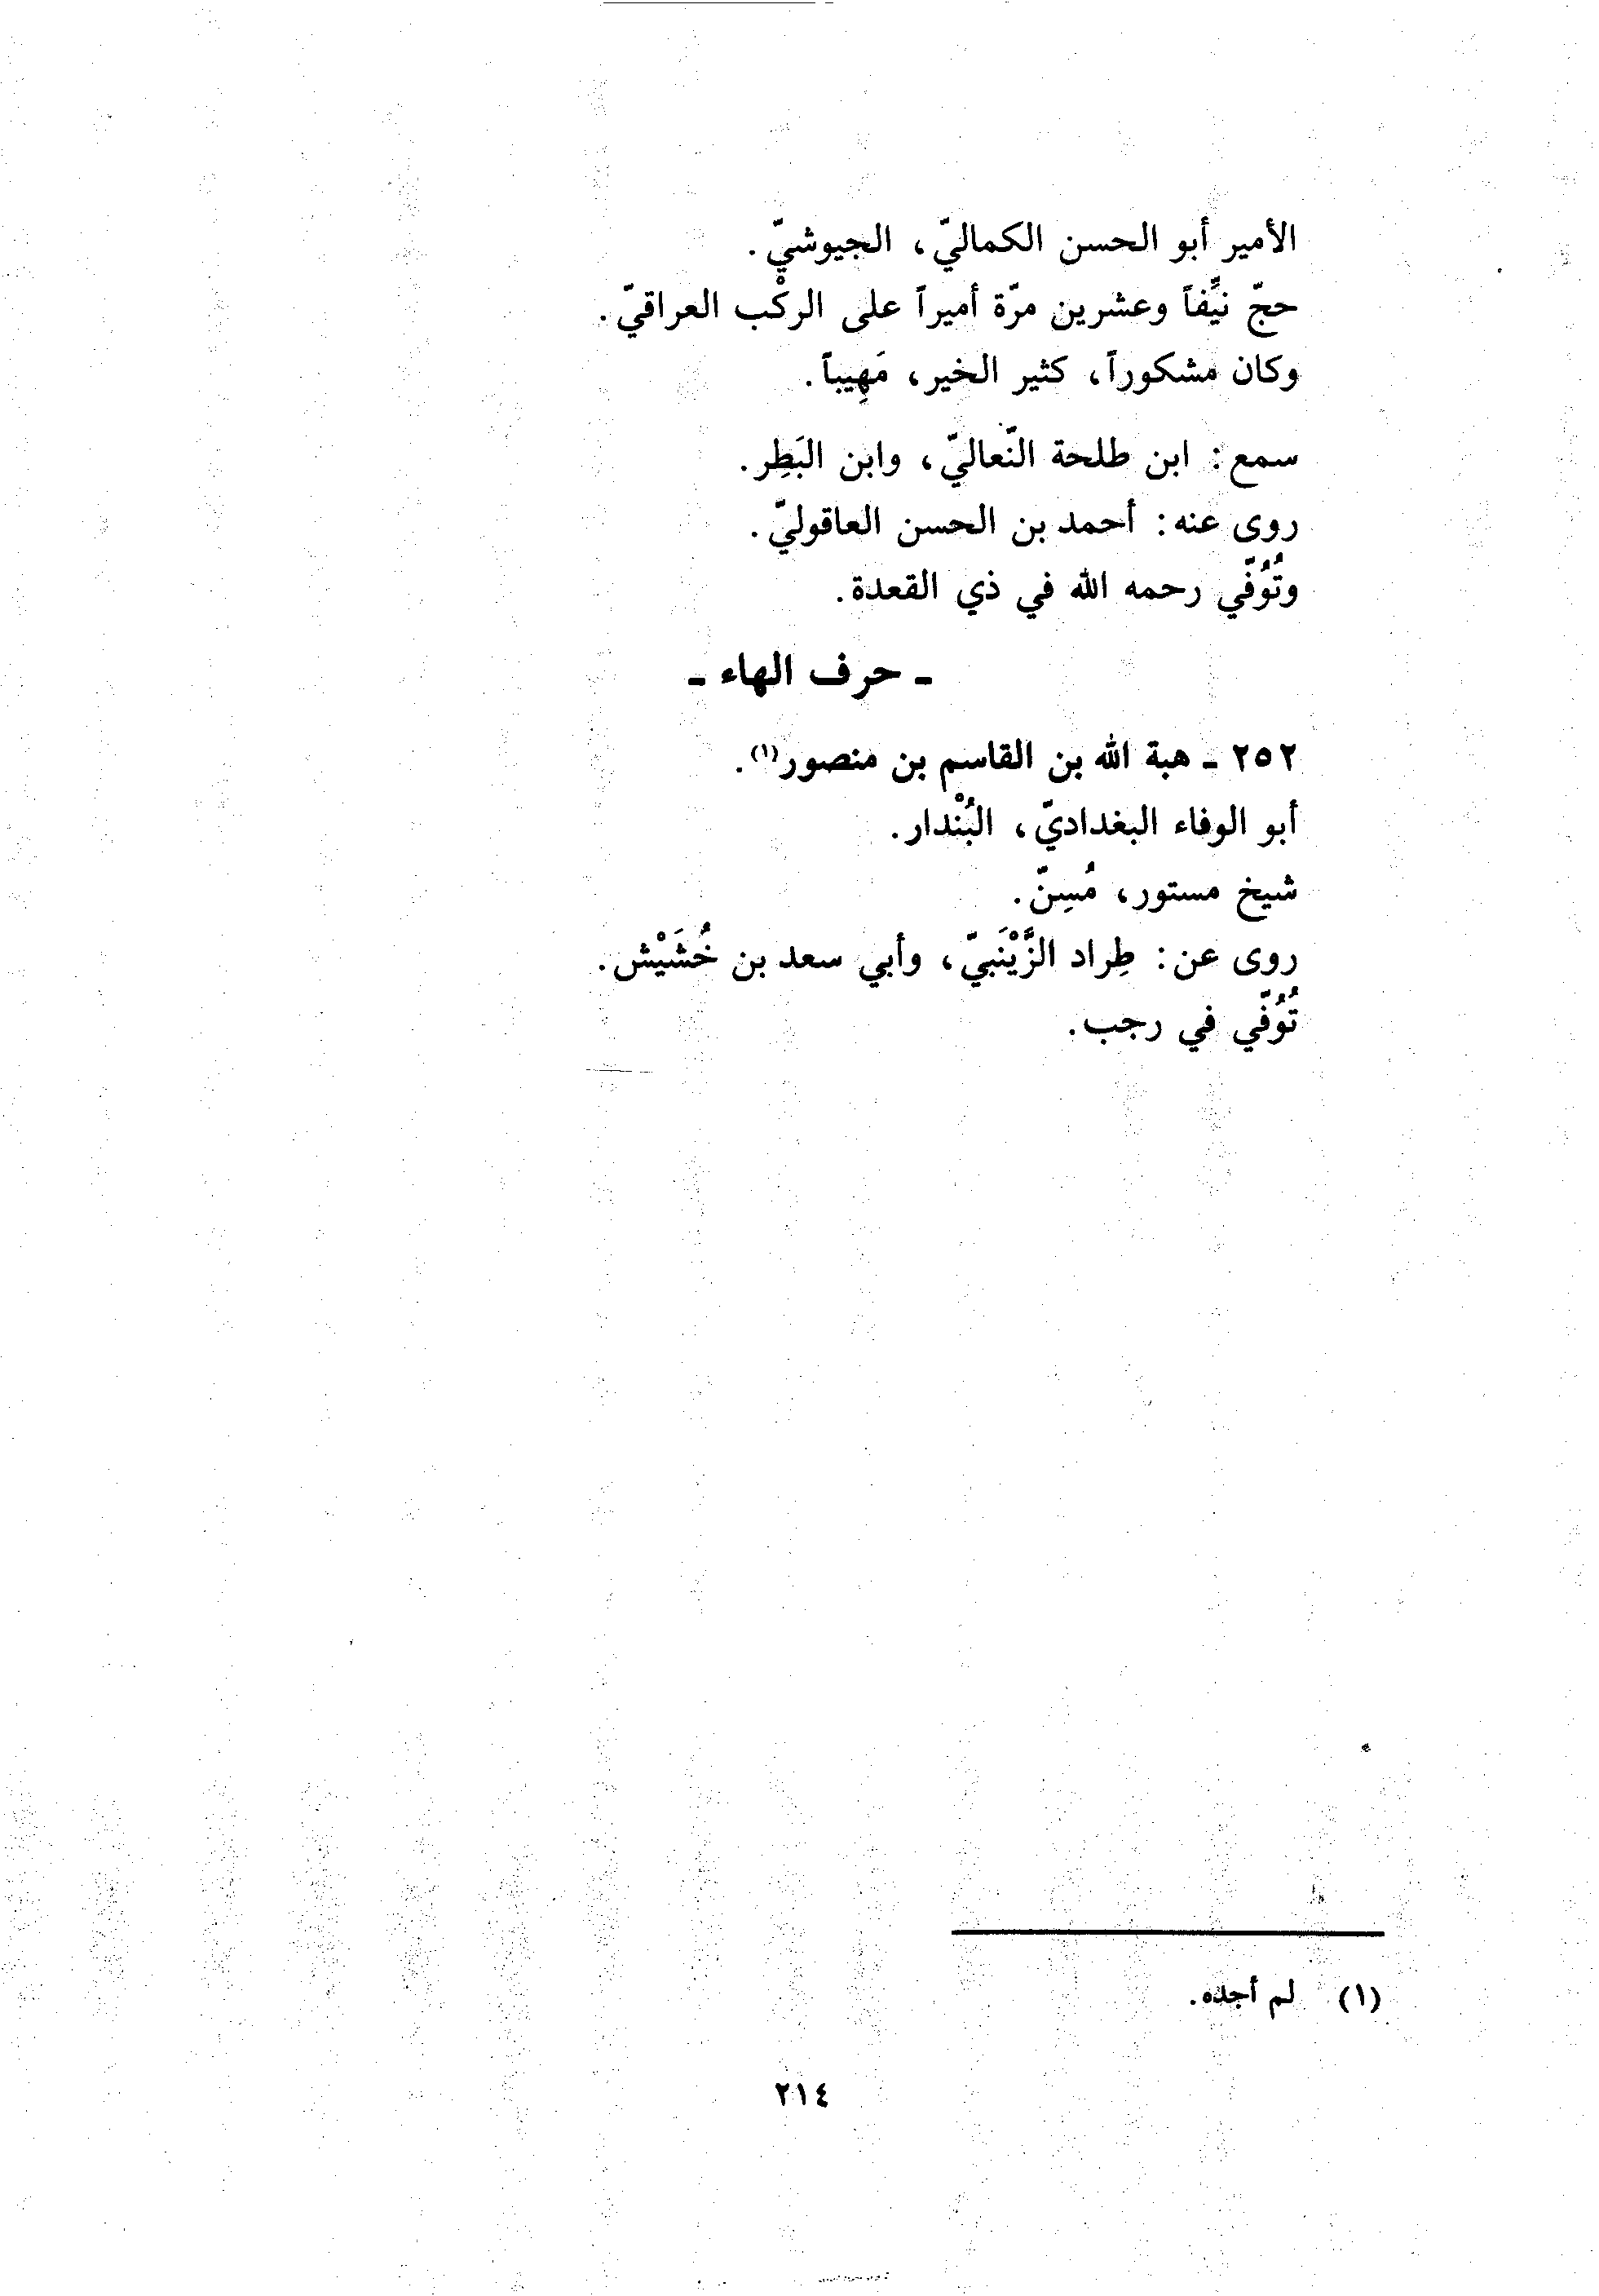 الأمير أبو الحسن الكماليّ، الجيوشيّ.
حجّ نيِّفاً وعشرين مرّة أميراً على الركْب العراقيّ.
وكان مشكوراً، كثير الخير، مَهِيباً.
سمع: ابن طلحة النّعاليّ، وابن البَطِر.
روى عنه: أحمد بن الحسن العاقوليّ.
وتُوُفّي رحمه الله في ذي القعدة.
ـ حرف الهاء ـ
٢٥٢ ـ هبة الله بن القاسم بن منصور(١).
أبو الوفاء البغداديّ، البُنْدار.
شيخ مستور، مُسِنّ.
روى عن: طِراد الزَّيْنَبيّ، وأبي سعد بن خُشَيْش.
تُوُفّي في رجب.
(١) لم أجده.
٢١٤